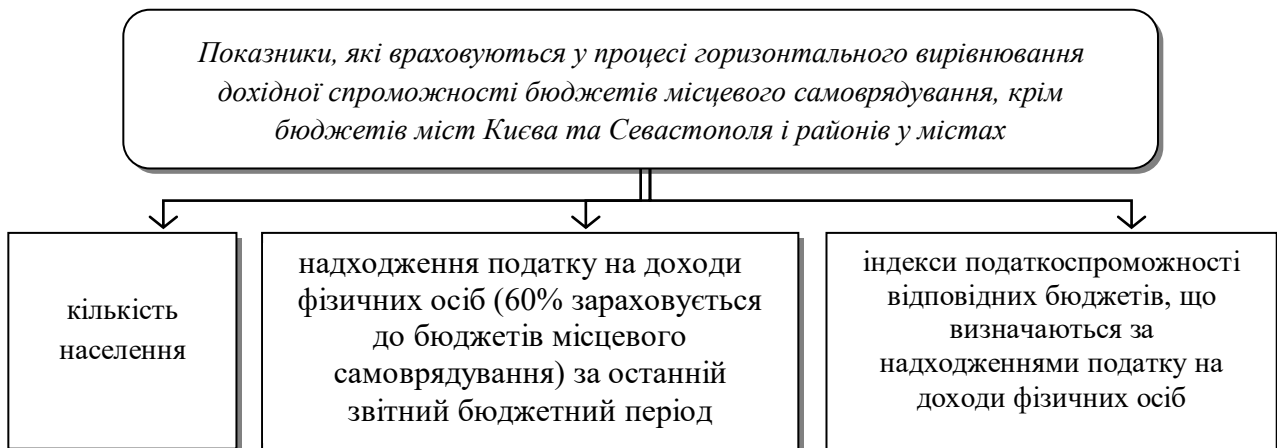 Показники, які враховуються у процесі горизонтального вирівнювання
дохідної спроможності бюджетів місцевого самоврядування, крім
бюджетів міст Києва та Севастополя і районів у містах
кількість
населення
надходження податку на доходи
фізичних осіб (60% зараховується
до бюджетів місцевого
самоврядування) за останній
звітний бюджетний період
індекси податкоспроможності
відповідних бюджетів, що
визначаються за
надходженнями податку на
доходи фізичних осіб